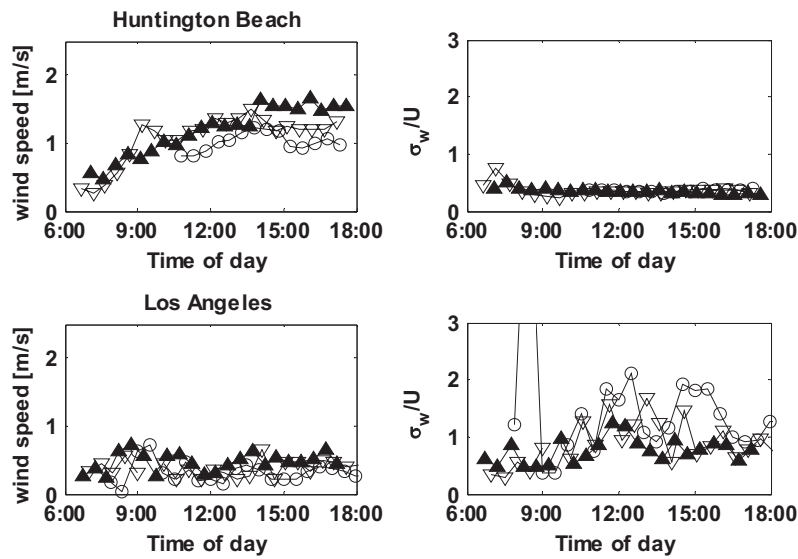 Huntington Beach
wind speed [m/s]
2
1
0
6:00 9:00 12:00 15:00 18:00
Time of day
σw/U
3
2
1
0
6:00 9:00 12:00 15:00 18:00
Time of day
Los Angeles
wind speed [m/s]
2
1
0
6:00 9:00 12:00 15:00 18:00
Time of day
σw/U
3
2
1
0
6:00 9:00 12:00 15:00 18:00
Time of day